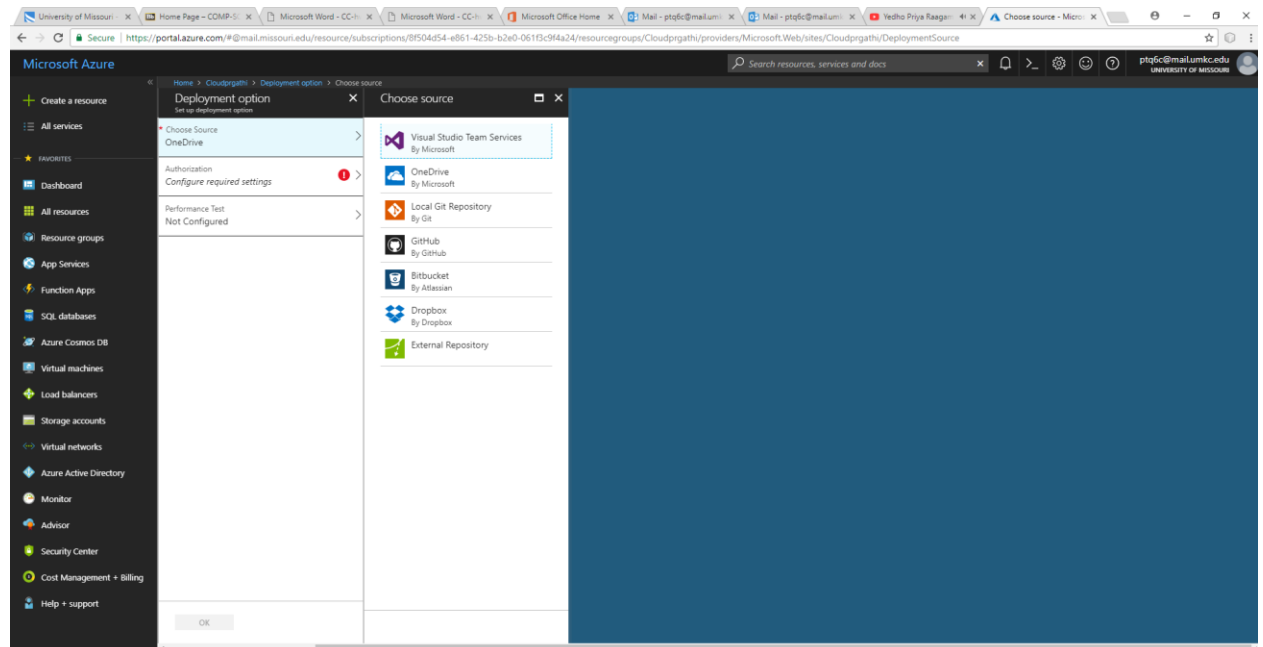 University of Missouri -
Home Page – COMP-SC
Microsoft Word - CC-h
Microsoft Word - CC-h
Microsoft Office Home
Mail - ptq6c@mail.umk
Mail - ptq6c@mail.umk
Yedho Priya Raagam
Choose source - Micros
Secure | https://portal.azure.com/#@mail.missouri.edu/resource/subscriptions/8f504d54-e861-425b-b2e0-061f3c9f4a24/resourcegroups/Cloudprgathi/providers/Microsoft.Web/sites/Cloudprgathi/DeploymentSource
Microsoft Azure
Search resources, services and docs
ptq6c@mail.umkc.edu
UNIVERSITY OF MISSOURI
Home > Cloudprgathi > Deployment option > Choose source
Create a resource
All services
FAVORITES
Dashboard
All resources
Resource groups
App Services
Function Apps
SQL databases
Azure Cosmos DB
Virtual machines
Load balancers
Storage accounts
Virtual networks
Azure Active Directory
Monitor
Advisor
Security Center
Cost Management + Billing
Help + support
Deployment option
Set up deployment option
* Choose Source
OneDrive
Authorization
Configure required settings
Performance Test
Not Configured
OK
Choose source
Visual Studio Team Services
By Microsoft
OneDrive
By Microsoft
Local Git Repository
By Git
GitHub
By GitHub
Bitbucket
By Atlassian
Dropbox
By Dropbox
External Repository